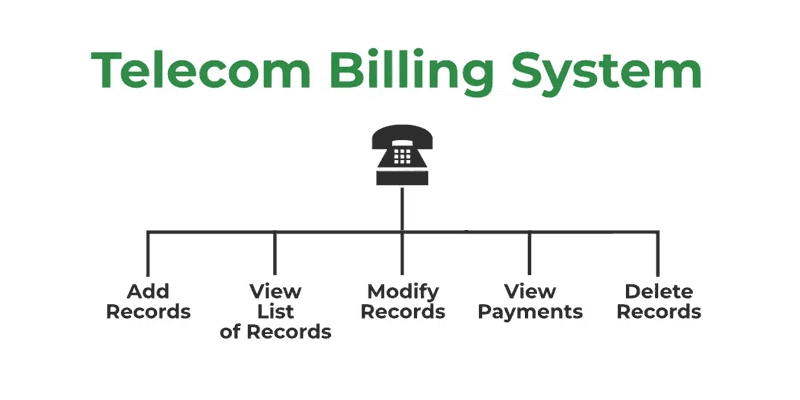 Telecom Billing System
Add
Records
View
List
of Records
Modify
Records
View
Payments
Delete
Records